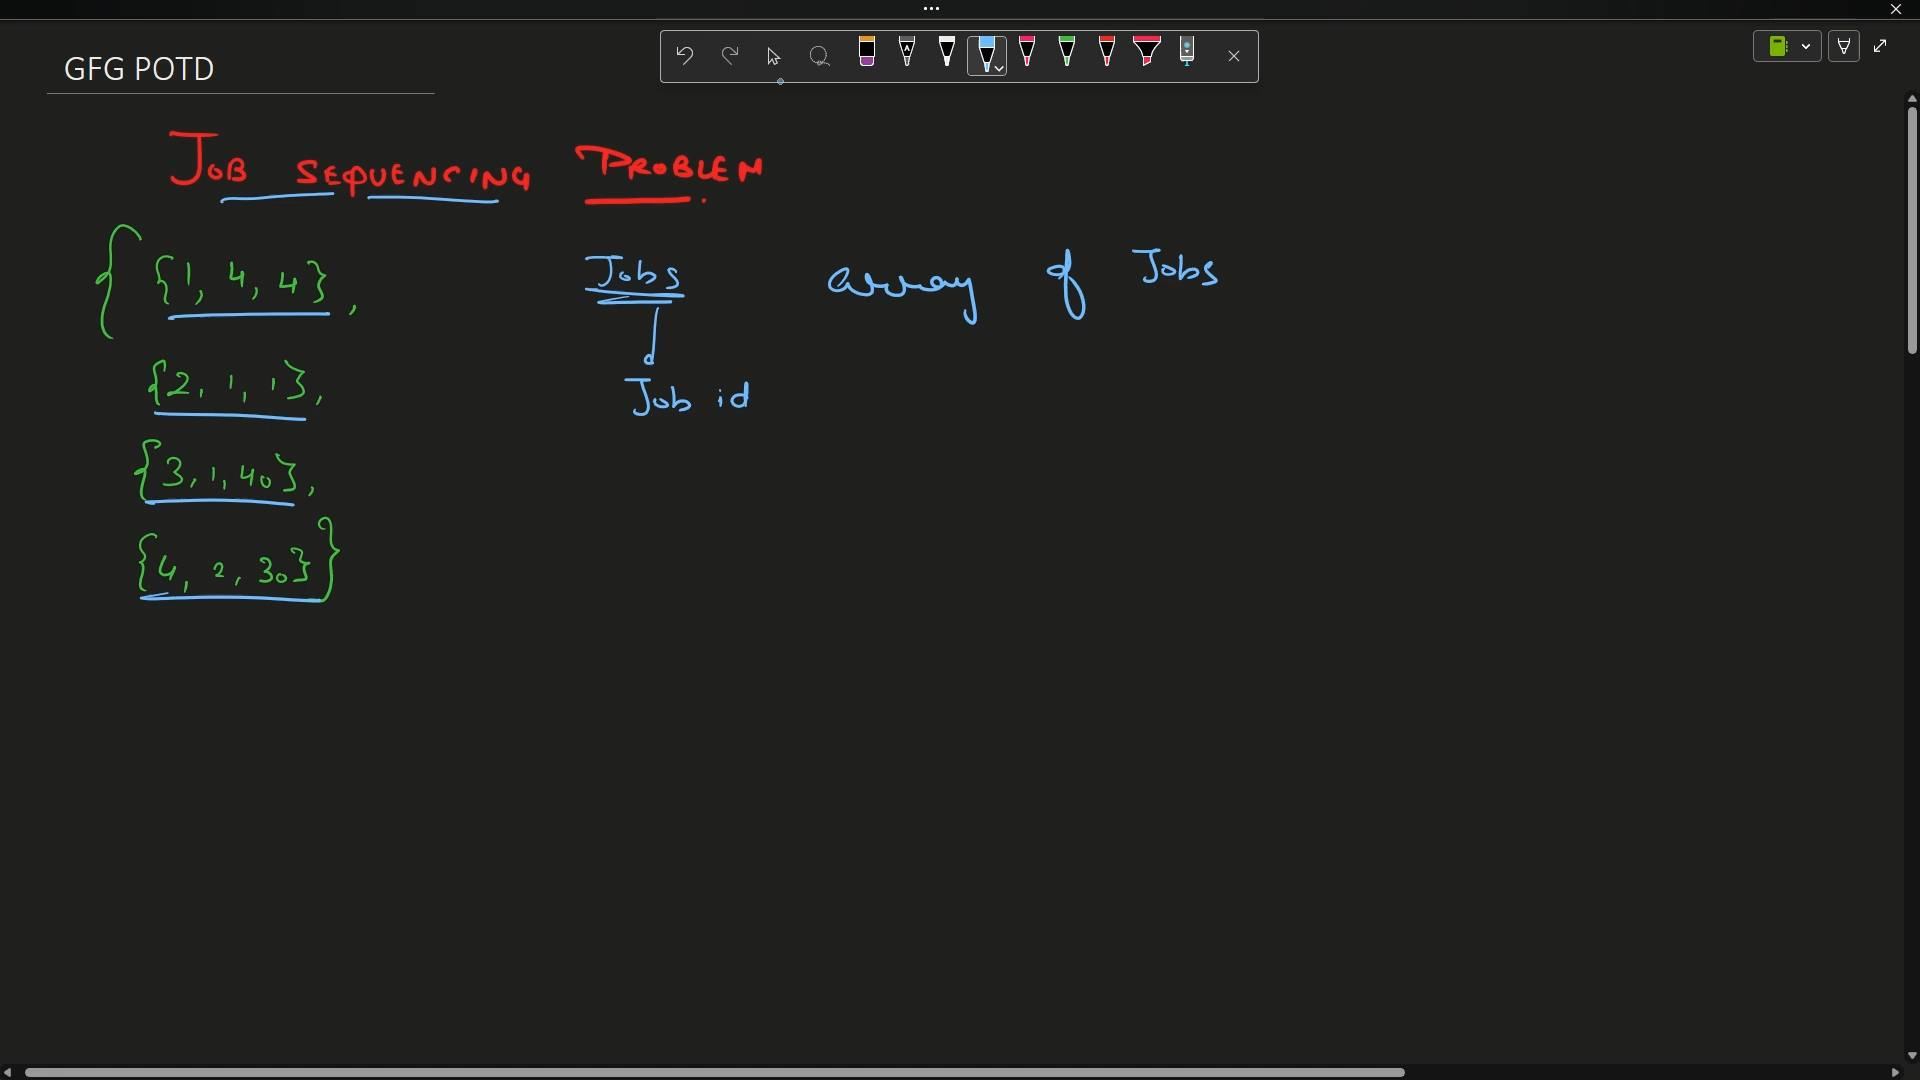 GFG POTD
JOB SEQUENCING PROBLEM.
{ {1, 4, 4},
Jobs array of Jobs
{2, 1, 1},
Job id
{3, 1, 40},
{4, 2, 30} }